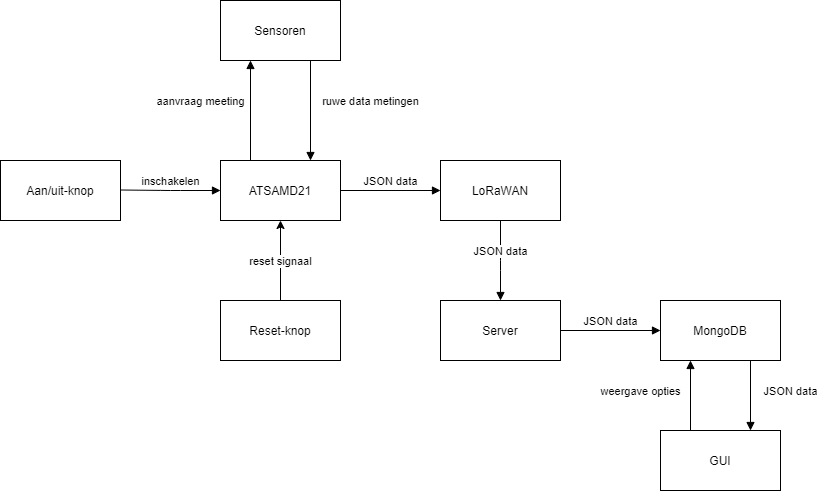 Sensoren
aanvraag meeting
ruwe data metingen
Aan/uit-knop
inschakelen
ATSAMD21
JSON data
LoRaWAN
reset signaal
JSON data
Reset-knop
Server
JSON data
MongoDB
weergave opties
JSON data
GUI